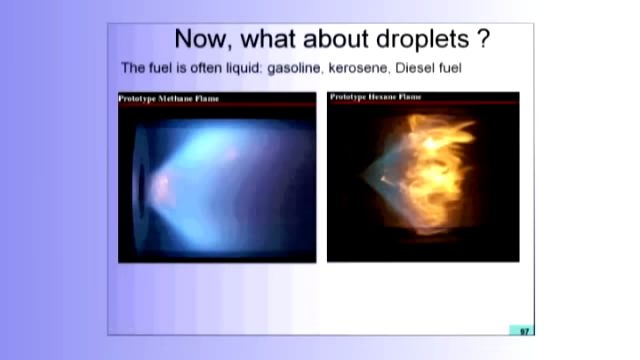 Now, what about droplets ?
The fuel is often liquid: gasoline, kerosene, Diesel fuel
Prototype Methane Flame
Prototype Hexane Flame
97